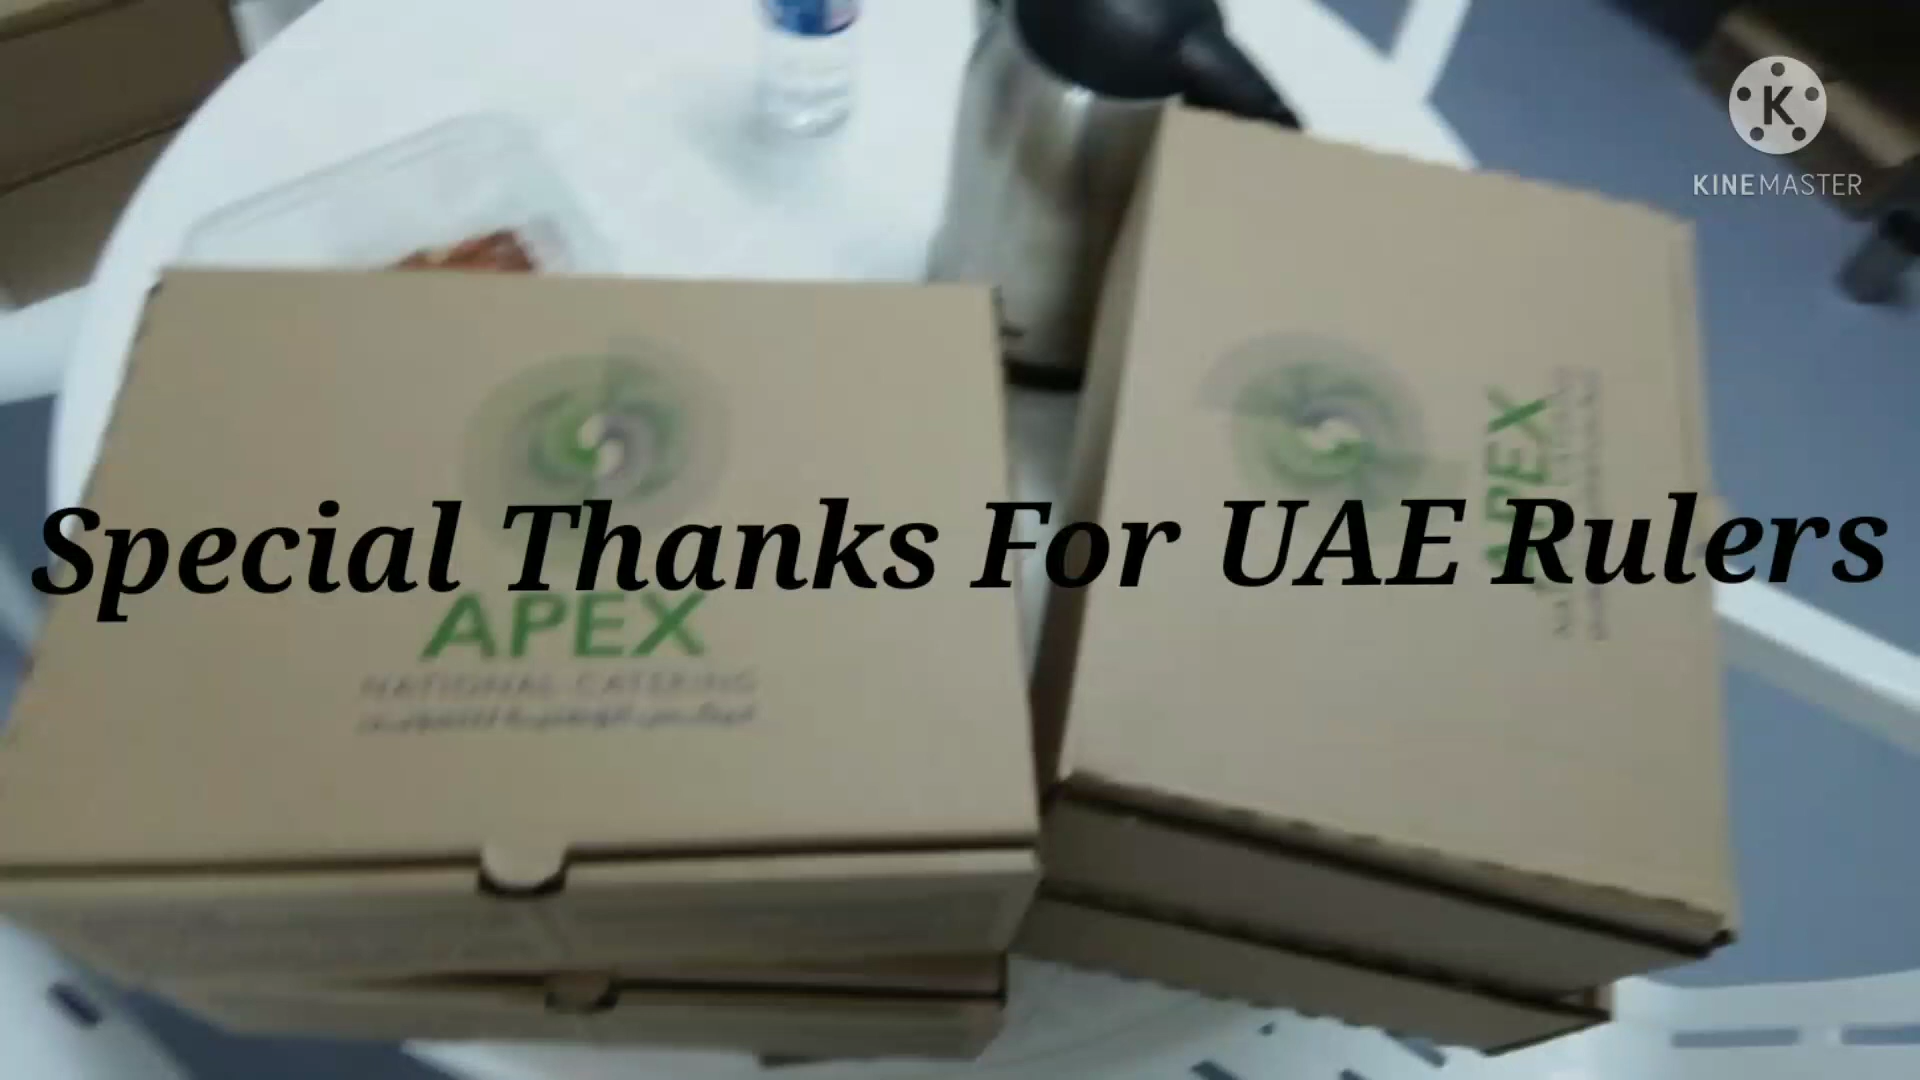 K
KINEMASTER
Special Thanks For UAE Rulers
APEX
NATIONAL CATERING
APEX